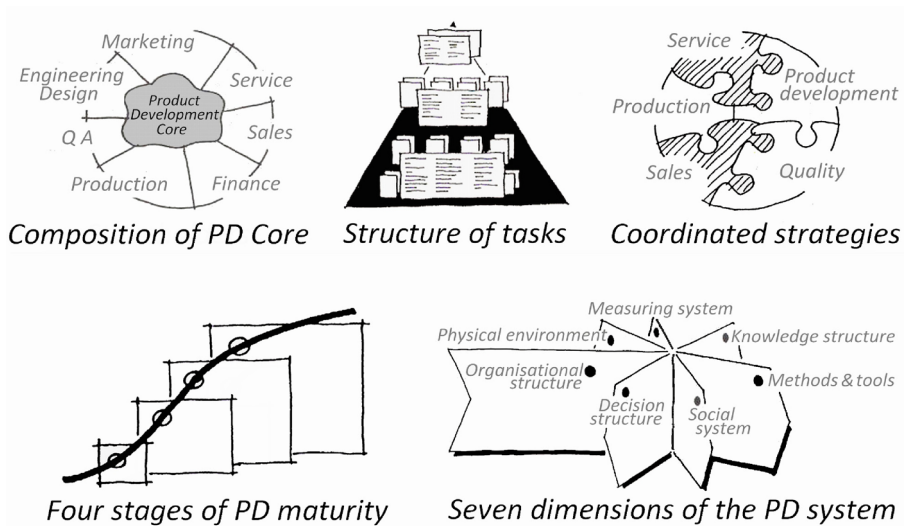 Marketing
Engineering
Design
Service
Product
Development
Core
Q A
Sales
Production
Finance
Composition of PD Core
Structure of tasks
Service
Product
development
Production
Sales
Quality
Coordinated strategies
Four stages of PD maturity
Measuring system
Physical environment
Knowledge structure
Organisational
structure
Methods & tools
Decision
structure
Social
system
Seven dimensions of the PD system